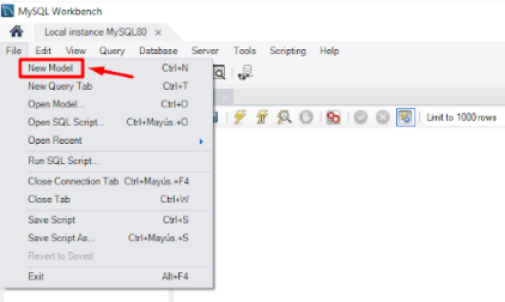 MySQL Workbench
Local instance MySQL80 ×
File Edit View Query Database Server Tools Scripting Help
New Model Ctrl+N
New Query Tab Ctrl+T
Open Model... Ctrl+O
Open SQL Script... Ctrl+Mayús.+O
Open Recent
Run SQL Script...
Close Connection Tab Ctrl+Mayús.+F4
Close Tab Ctrl+W
Save Script Ctrl+S
Save Script As... Ctrl+Mayús.+S
Revert to Saved
Exit Alt+F4
Limit to 1000 rows